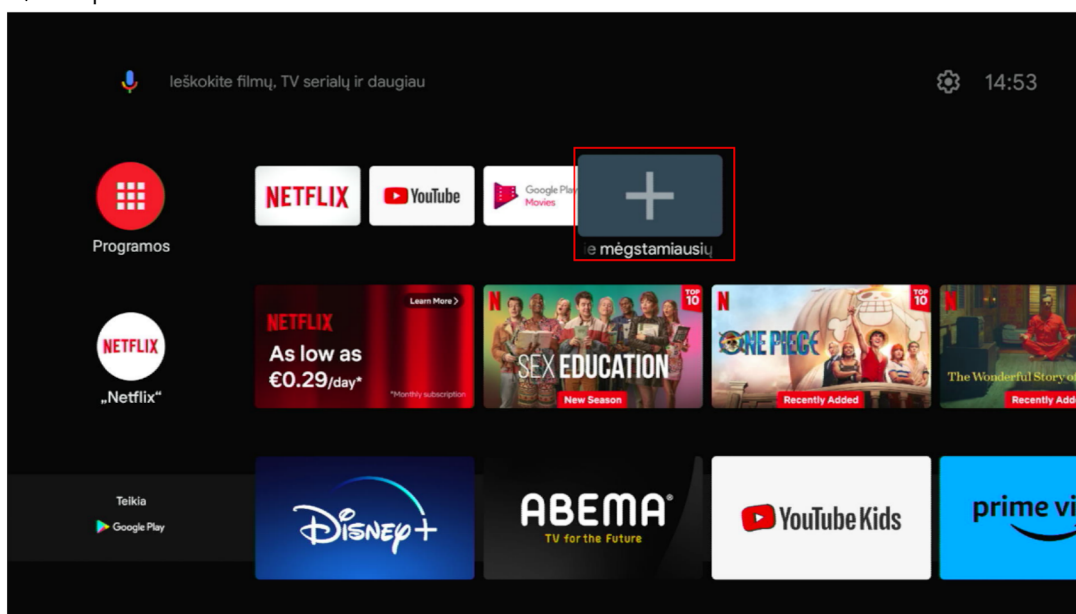 Ieškokite filmų, TV serialų ir daugiau
14:53
NETFLIX
YouTube
Google Play
Movies
Programos
ie mėgstamiausių
NETFLIX
Learn More >
As low as
€0.29/day*
*Monthly subscription
N
TOP
10
SEX EDUCATION
New Season
N
TOP
10
ONE PIECE
Recently Added
N
The Wonderful Story of
Recently Adde
NETFLIX
„Netflix“
Teikia
Google Play
Disney+
ABEMA®
TV for the Future
YouTube Kids
prime vi